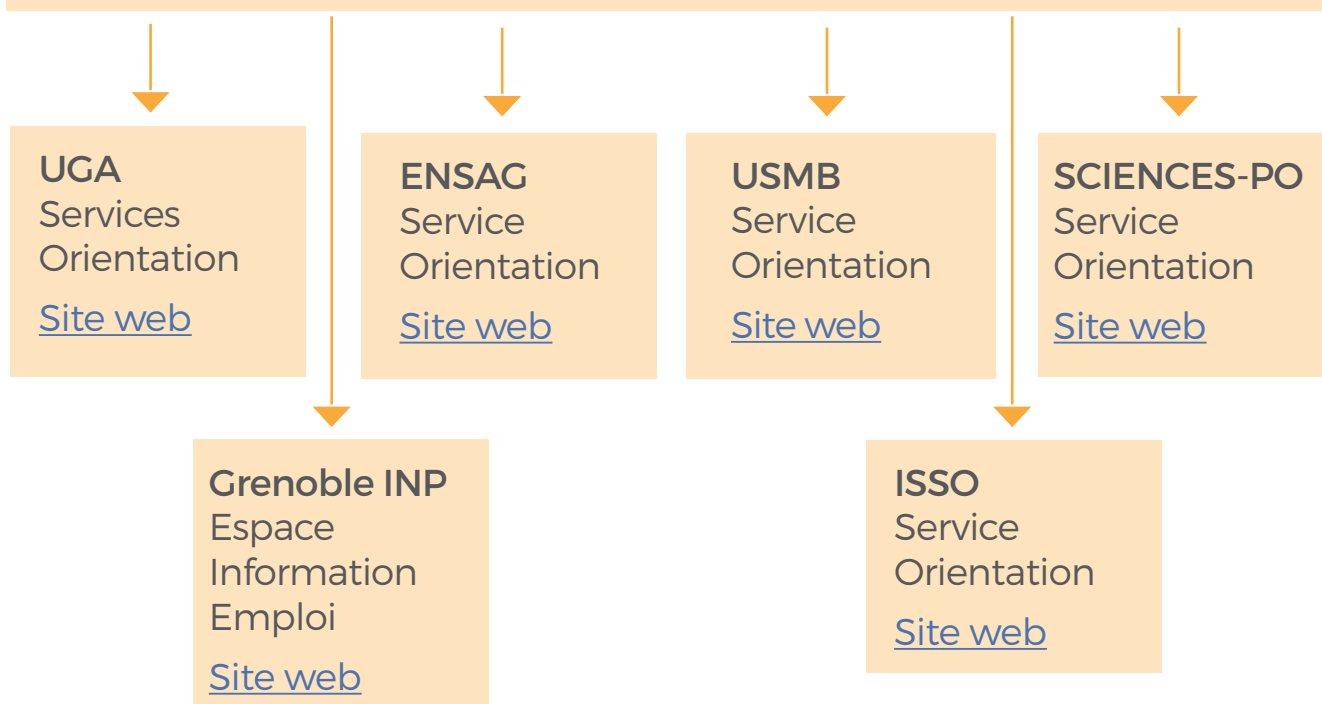 UGA
Services
Orientation
Site web
ENSAG
Service
Orientation
Site web
USMB
Service
Orientation
Site web
SCIENCES-PO
Service
Orientation
Site web
Grenoble INP
Espace
Information
Emploi
Site web
ISSO
Service
Orientation
Site web